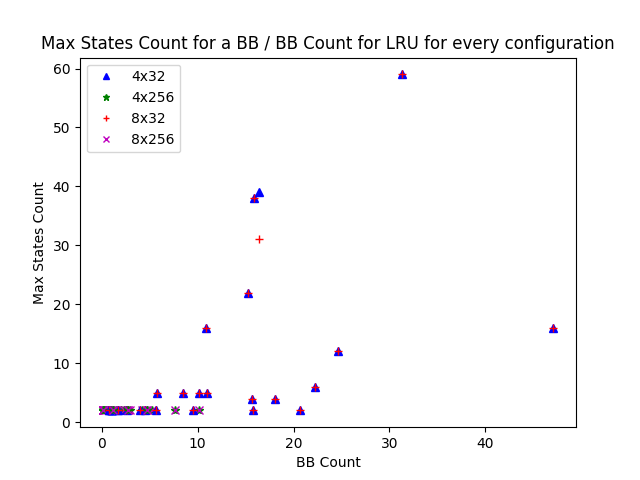 Max States Count for a BB / BB Count for LRU for every configuration
4x32
4x256
8x32
8x256
60
50
40
30
20
10
0
Max States Count
0 10 20 30 40
BB Count